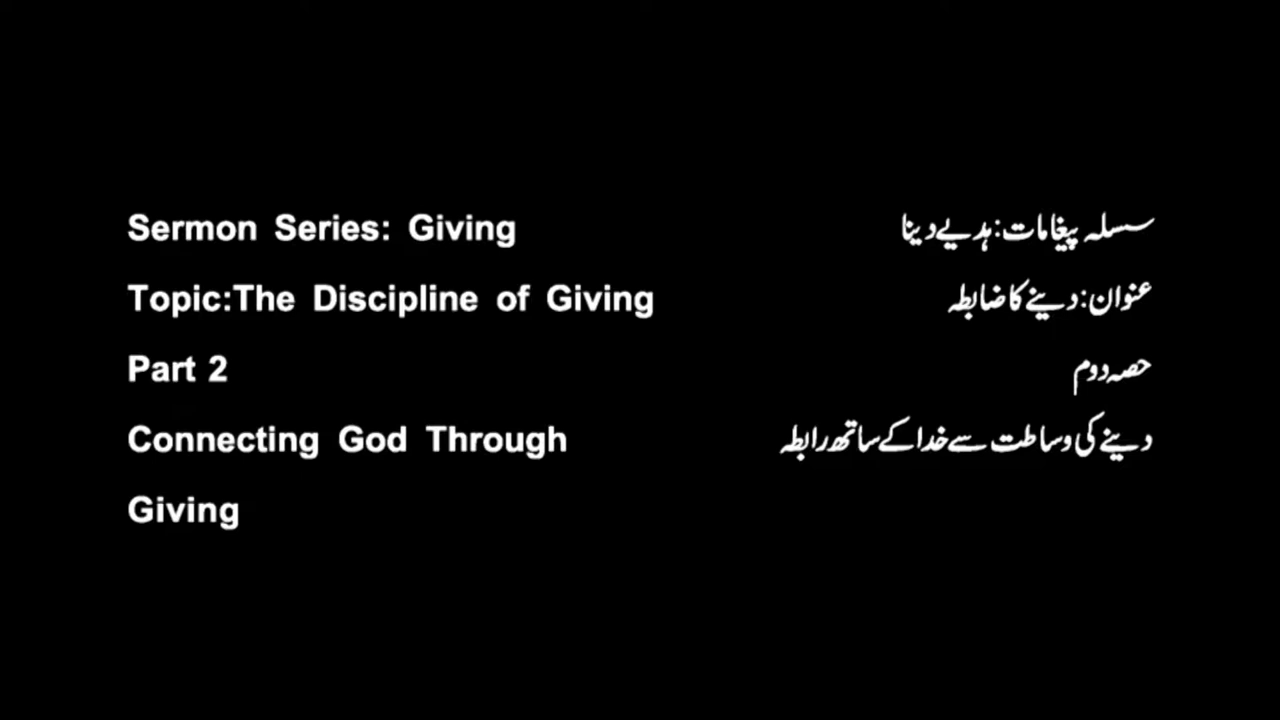 Sermon Series: Giving
سلسلہ پیغامات: ہدیے دینا
Topic:The Discipline of Giving
عنوان: دینے کا ضابطہ
Part 2
حصہ دوم
Connecting God Through
دینے کی وساطت سے خدا کے ساتھ رابطہ
Giving